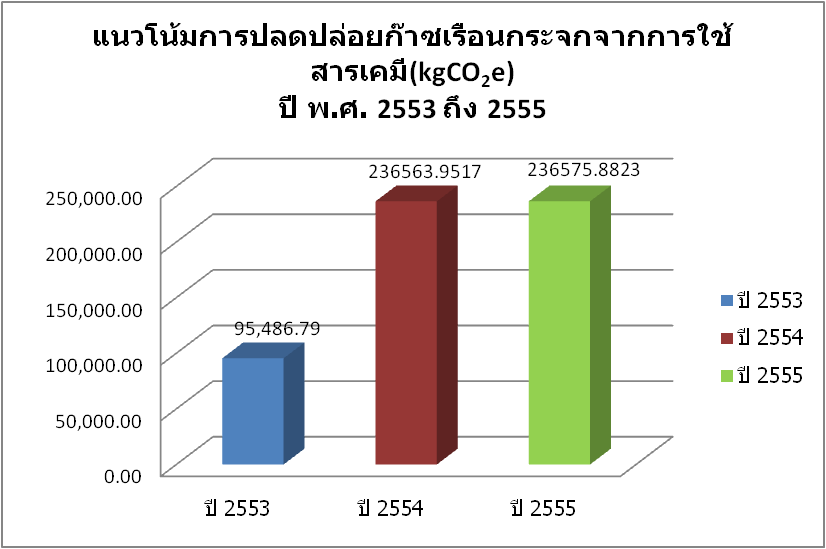 แนวโน้มการปลดปล่อยก๊าซเรือนกระจกจากการใช้
สารเคมี(kgCO₂e)
ปี พ.ศ. 2553 ถึง 2555
250,000.00
200,000.00
150,000.00
100,000.00
50,000.00
0.00
95,486.79
236563.9517
236575.8823
ปี 2553
ปี 2554
ปี 2555
ปี 2553
ปี 2554
ปี 2555